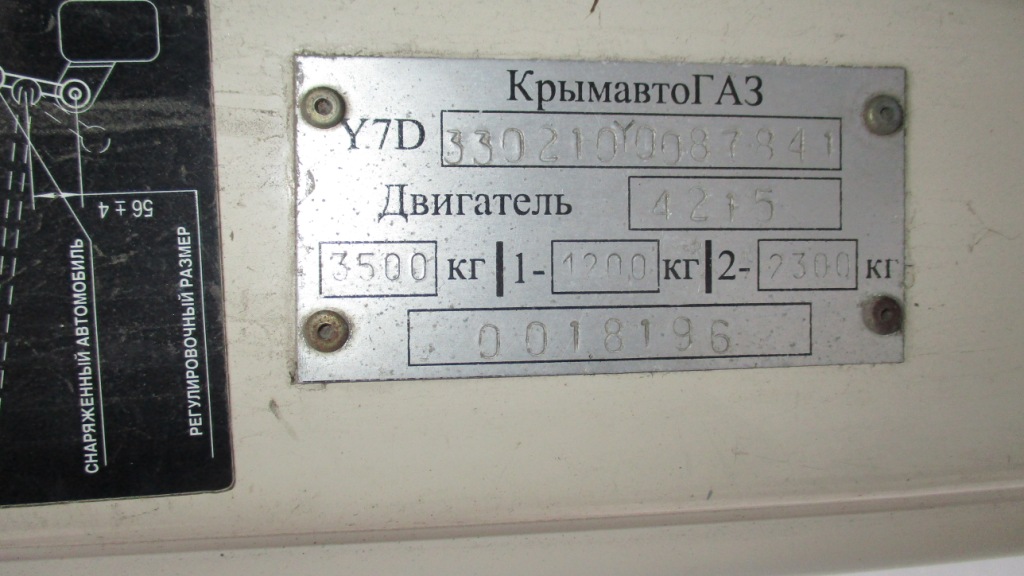 КрымавтоГАЗ
Y7D 330210Y0087841
Двигатель 4215
3500 кг 1- 1200 кг 2- 2300 кг
0018196
56 ± 4
СНАРЯЖЕННЫЙ АВТОМОБИЛЬ
РЕГУЛИРОВОЧНЫЙ РАЗМЕР